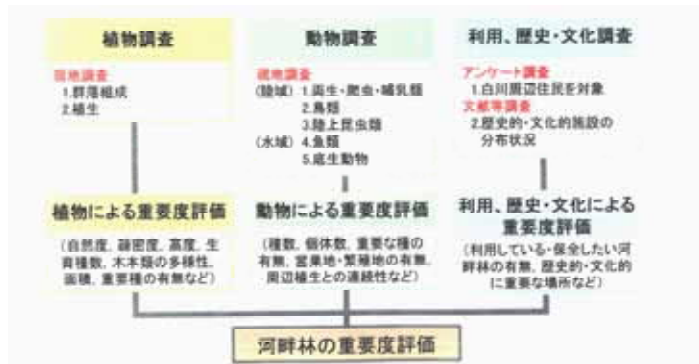 植物調査
現地調査
1.群落組成
2.植生
植物による重要度評価
(自然度、疎密度、高度、生
育種数、木本類の多様性、
面積、重要種の有無など)
動物調査
現地調査
(陸域) 1.両生・爬虫・哺乳類
2.鳥類
3.陸上昆虫類
(水域) 4.魚類
5.底生動物
動物による重要度評価
(種数、個体数、重要な種の
有無、営巣地・繁殖地の有無、
周辺植生との連続性など)
利用、歴史・文化調査
アンケート調査
1.白川周辺住民を対象
文献等調査
2.歴史的・文化的施設の
分布状況
利用、歴史・文化による
重要度評価
(利用している・保全したい河
畔林の有無、歴史的・文化的
に重要な場所など)
河畔林の重要度評価